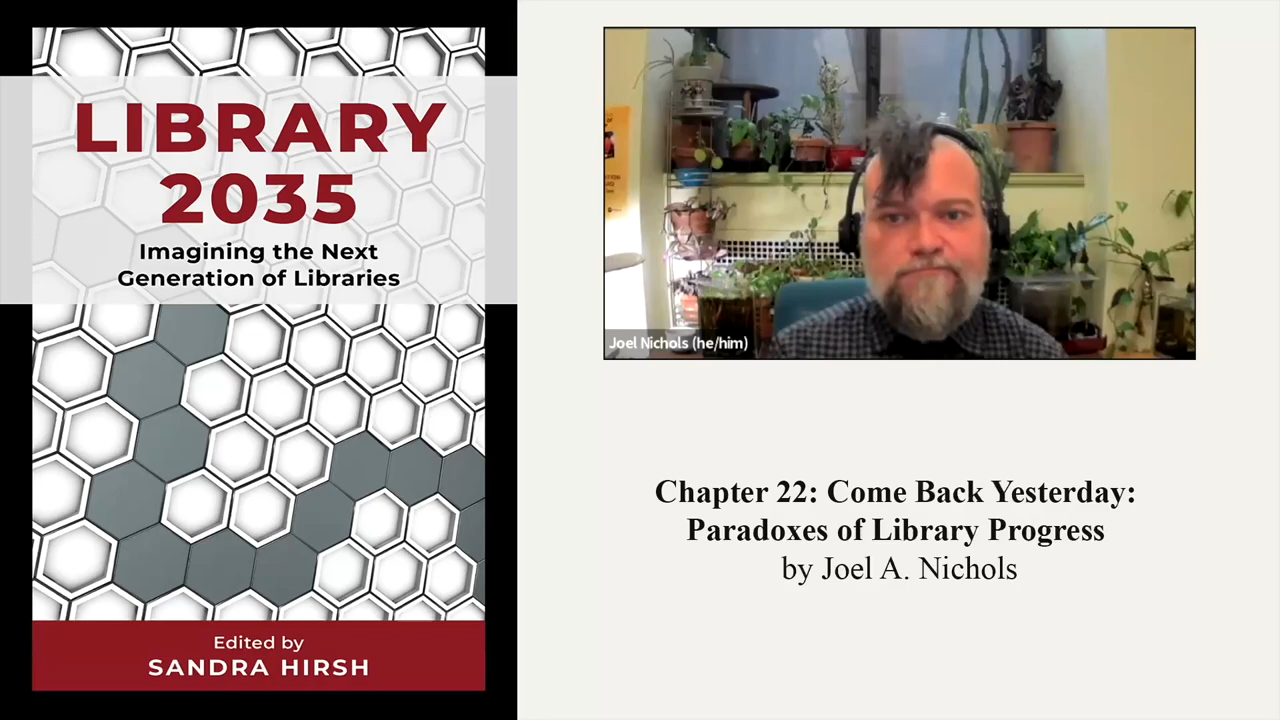 LIBRARY
2035
Imagining the Next
Generation of Libraries
Edited by
SANDRA HIRSH
Joel Nichols (he/him)
Chapter 22: Come Back Yesterday:
Paradoxes of Library Progress
by Joel A. Nichols